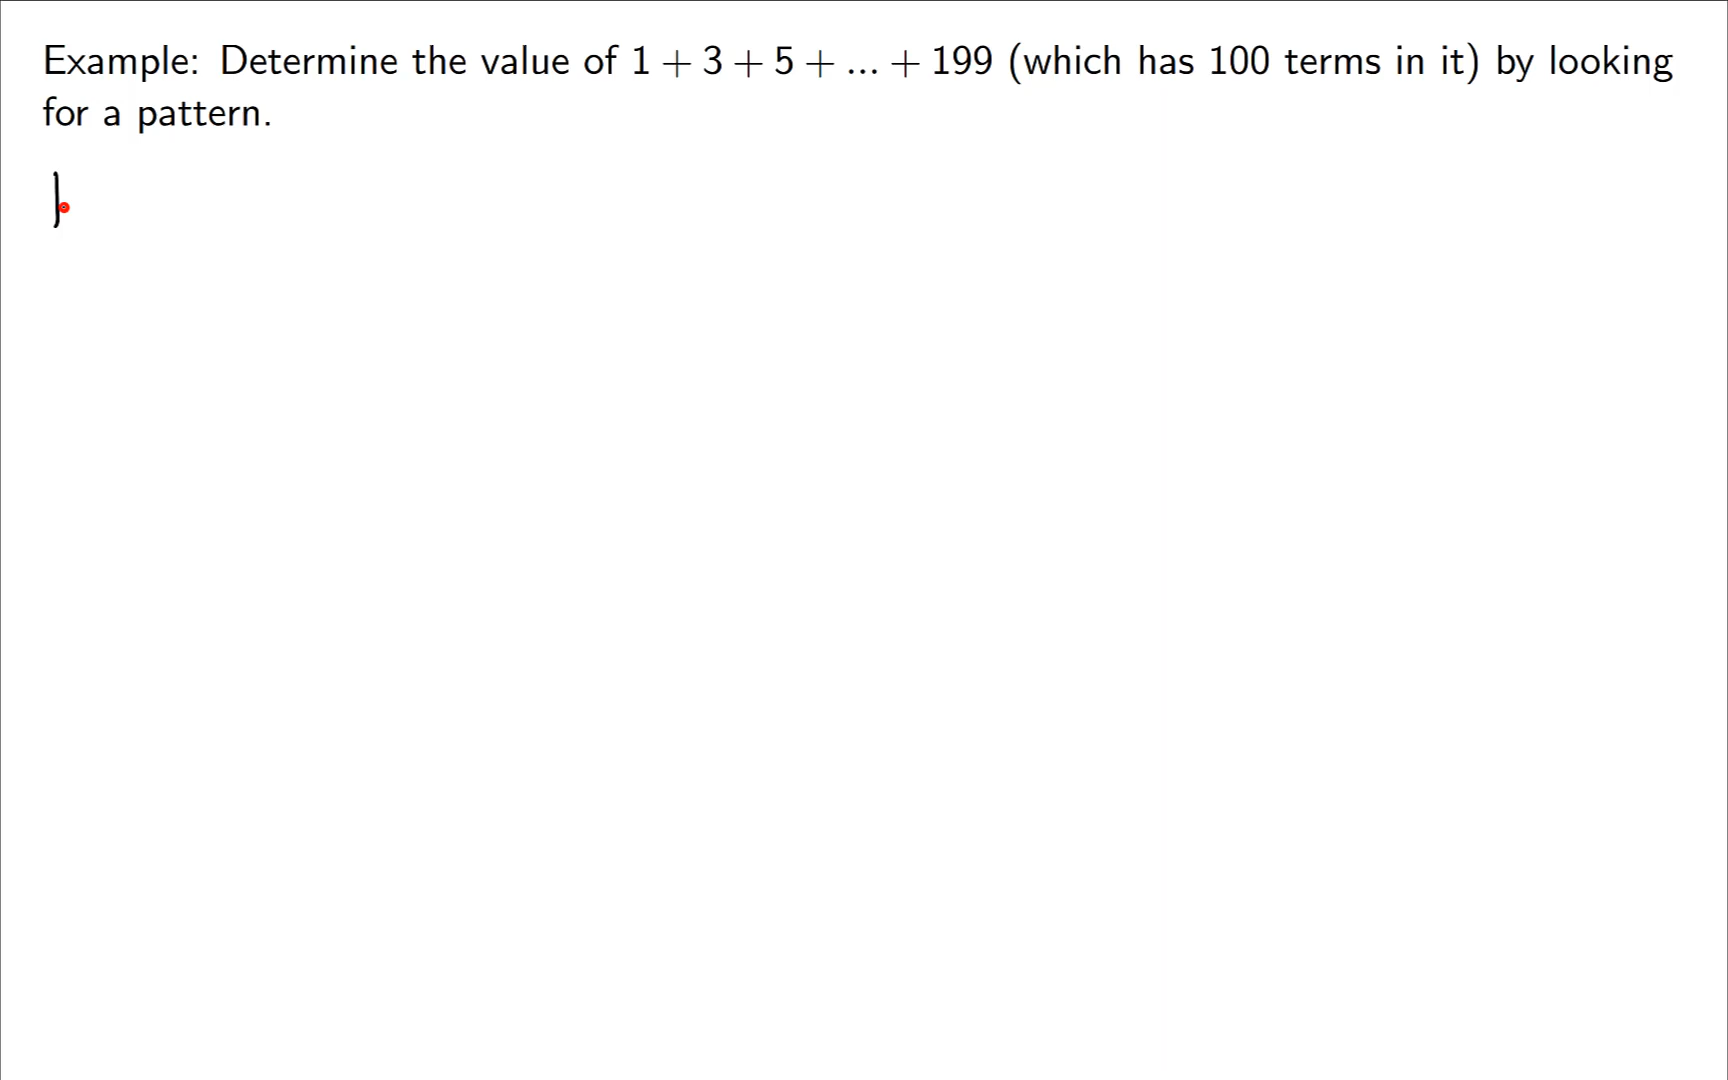 Example: Determine the value of 1 + 3 + 5 + ... + 199 (which has 100 terms in it) by looking
for a pattern.
1